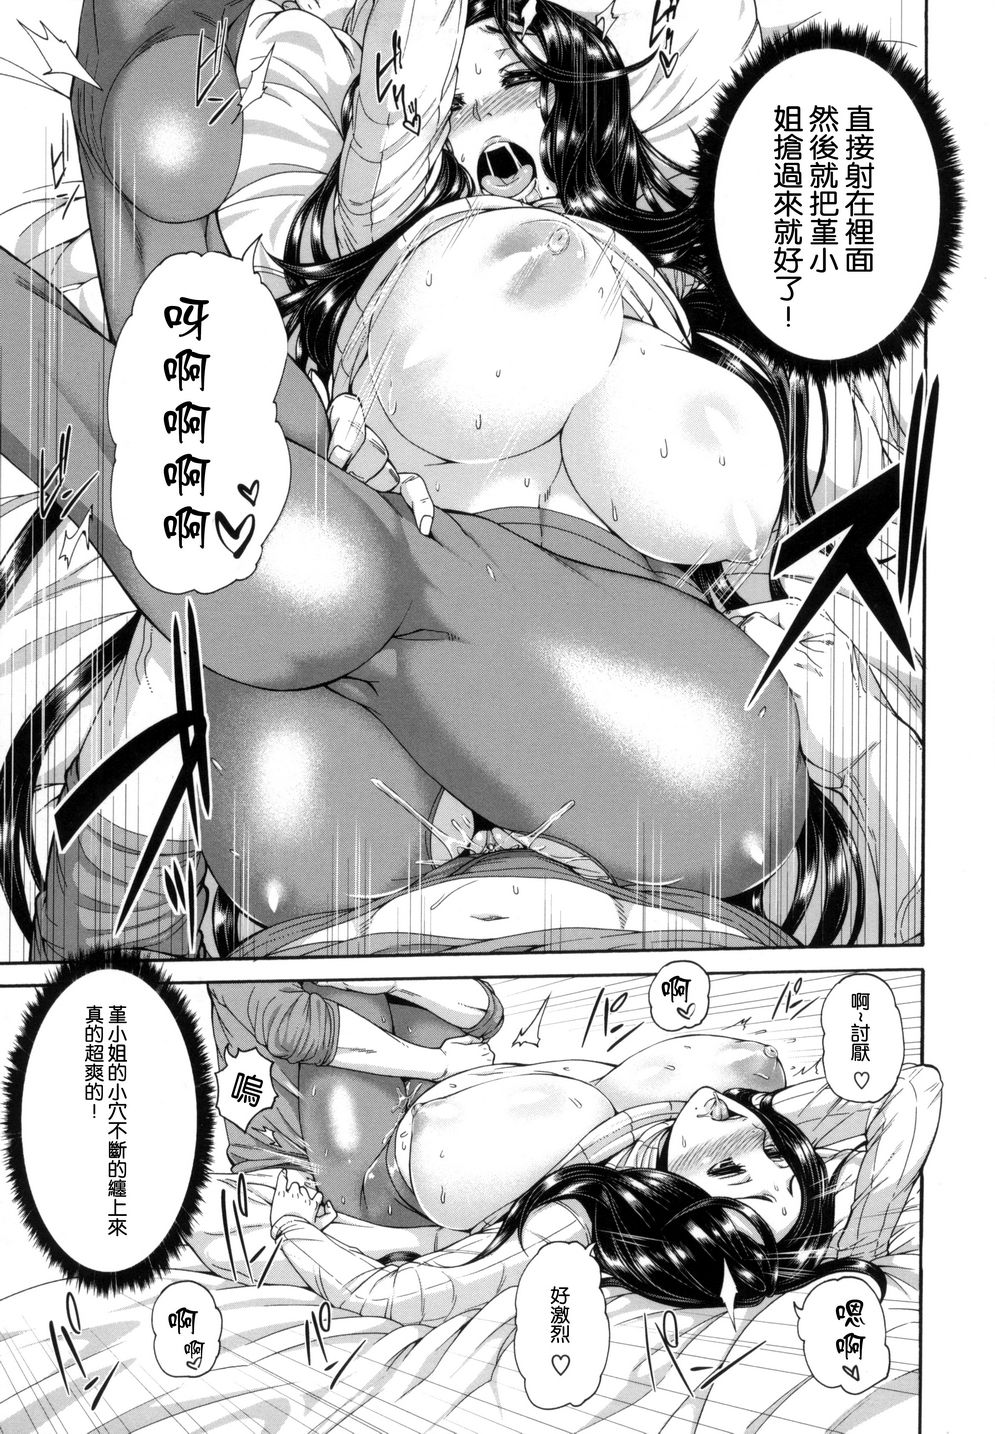 直接射在裡面
然後就把堇小
姐搶過來就好了！
呀啊啊啊啊♡
啊~討厭♡
啊♡
嗚
堇小姐的小穴不斷的纏上來
真的超爽的！
嗯啊♡
好激烈♡
啊啊♡